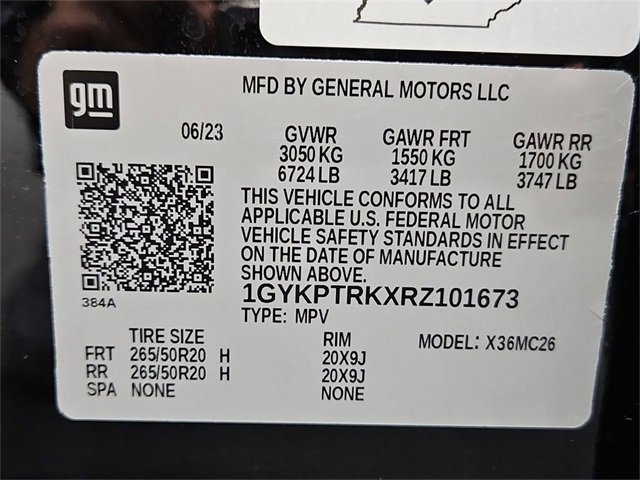 gm
MFD BY GENERAL MOTORS LLC
06/23
GVWR GAWR FRT GAWR RR
3050 KG 1550 KG 1700 KG
6724 LB 3417 LB 3747 LB
THIS VEHICLE CONFORMS TO ALL
APPLICABLE U.S. FEDERAL MOTOR
VEHICLE SAFETY STANDARDS IN EFFECT
ON THE DATE OF MANUFACTURE
SHOWN ABOVE.
384A
1GYKPTRKXRZ101673
TYPE: MPV
TIRE SIZE RIM MODEL: X36MC26
FRT 265/50R20 H 20X9J
RR 265/50R20 H 20X9J
SPA NONE NONE